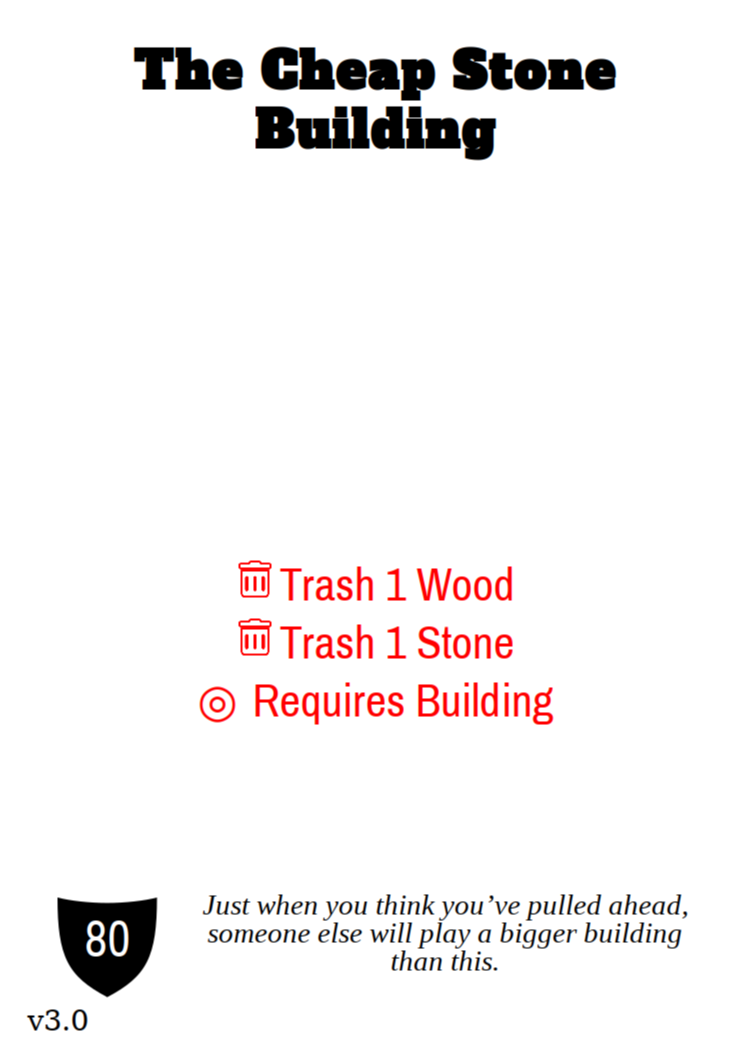 The Cheap Stone
Building
Trash 1 Wood
Trash 1 Stone
Requires Building
80
Just when you think you’ve pulled ahead,
someone else will play a bigger building
than this.
v3.0